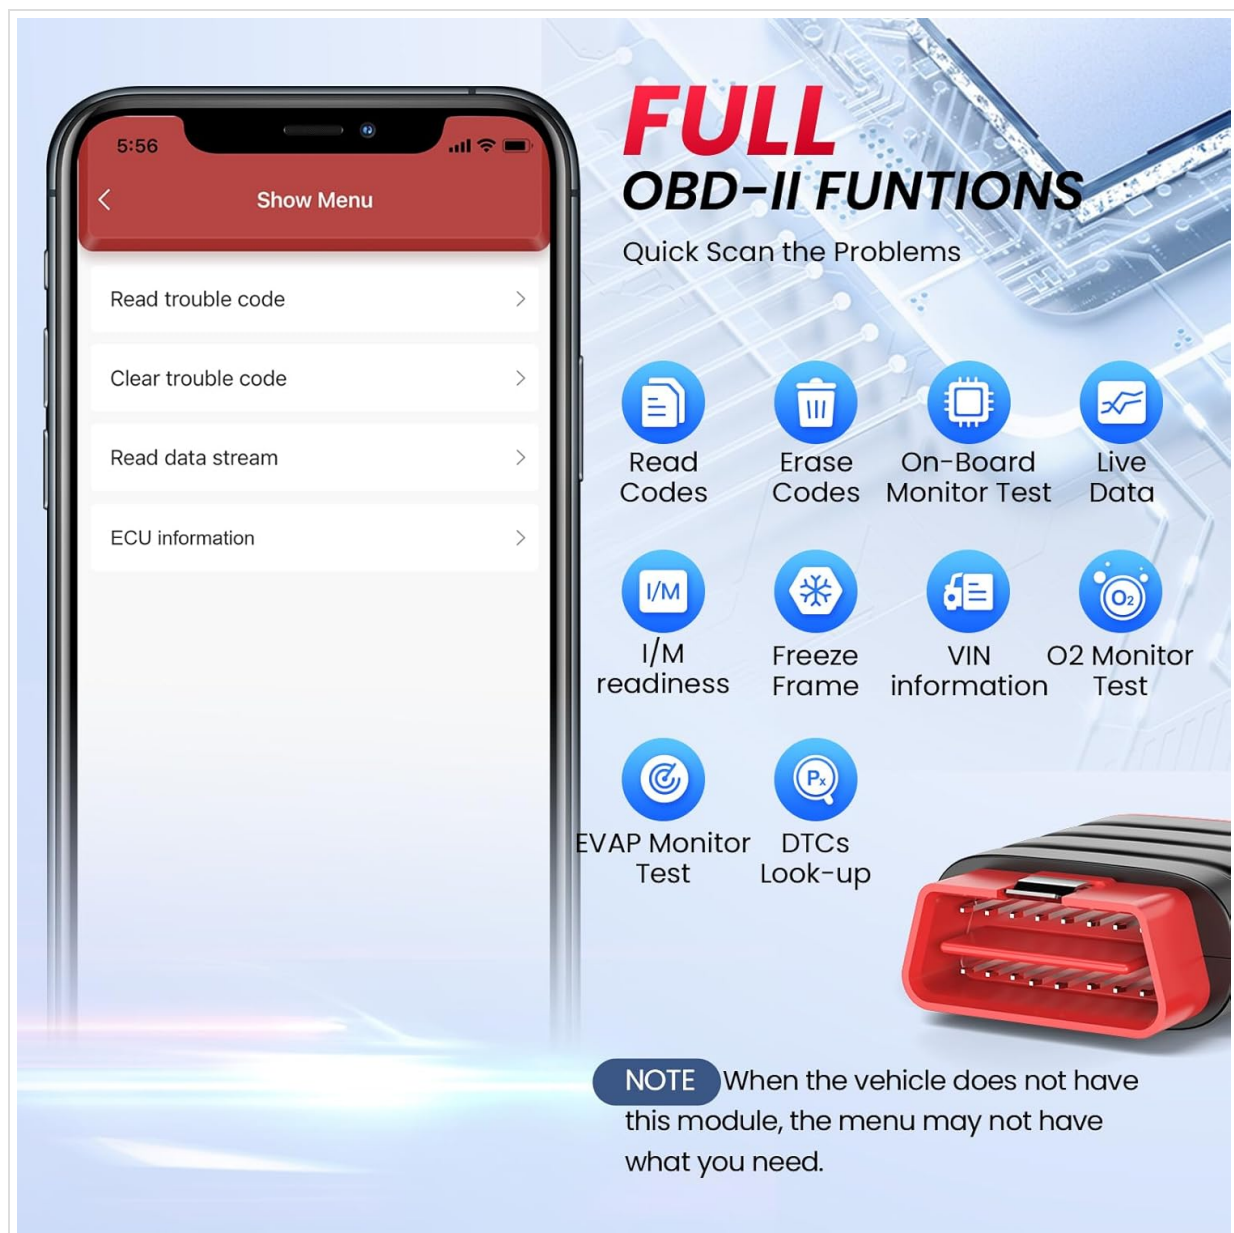 5:56
Show Menu
Read trouble code
Clear trouble code
Read data stream
ECU information
FULL
OBD-II FUNTIONS
Quick Scan the Problems
Read
Codes
Erase
Codes
On-Board
Monitor Test
Live
Data
I/M
I/M
readiness
Freeze
Frame
VIN
information
O2
O2 Monitor
Test
EVAP Monitor
Test
Px
DTCs
Look-up
NOTE When the vehicle does not have
this module, the menu may not have
what you need.